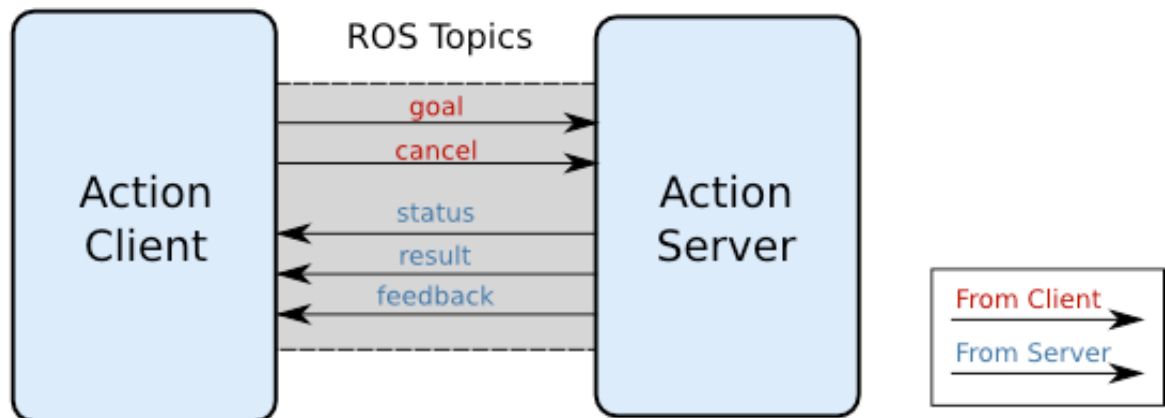 ROS Topics
goal
cancel
status
result
feedback
Action
Client
Action
Server
From Client
From Server